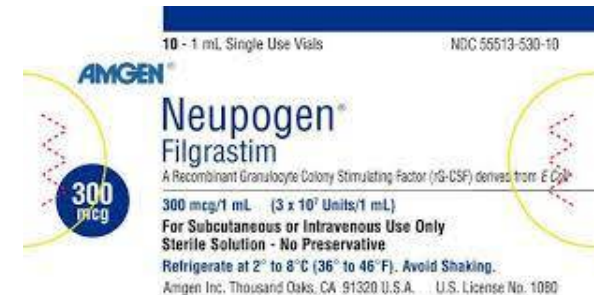 10 - 1 mL Single Use Vials NDC 55513-530-10
AMGEN®
Neupogen®
Filgrastim
A Recombinant Granulocyte Colony Stimulating Factor (rG-CSF) derived from E Coli
300 mcg
300 mcg/1 mL (3 x 10⁷ Units/1 mL)
For Subcutaneous or Intravenous Use Only
Sterile Solution - No Preservative
Refrigerate at 2° to 8°C (36° to 46°F). Avoid Shaking.
Amgen Inc. Thousand Oaks, CA 91320 U.S.A. U.S. License No. 1080